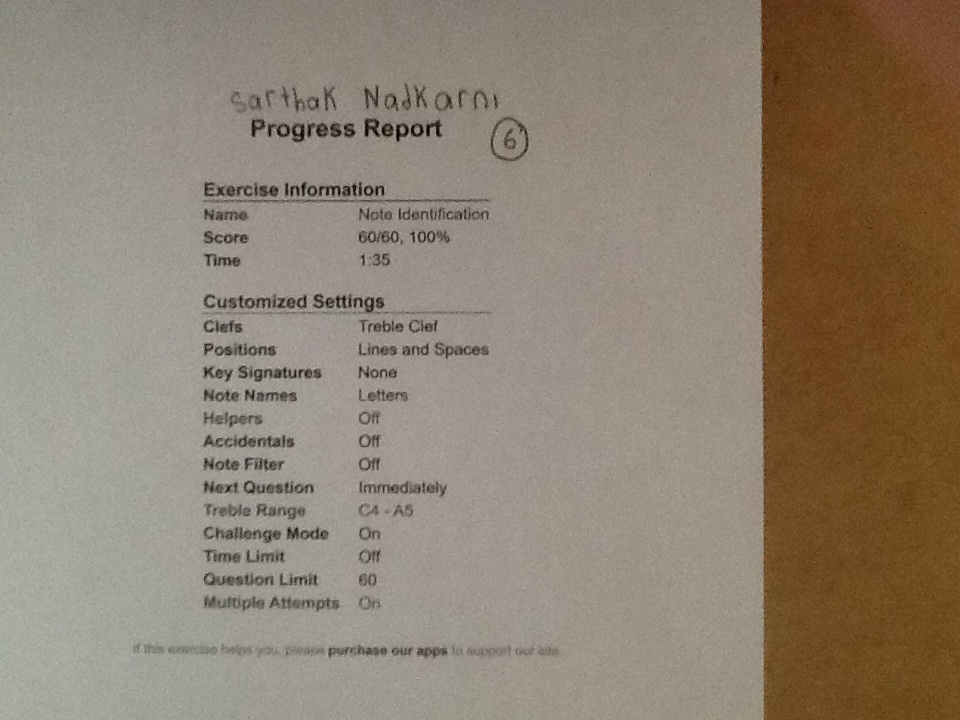 Sarthak Nadkarni
Progress Report
6
Exercise Information
Name Note Identification
Score 60/60, 100%
Time 1:35
Customized Settings
Clefs Treble Clef
Positions Lines and Spaces
Key Signatures None
Note Names Letters
Helpers Off
Accidentals Off
Note Filter Off
Next Question Immediately
Treble Range C4 - A5
Challenge Mode On
Time Limit Off
Question Limit 60
Multiple Attempts On
If this exercise helps you, please purchase our apps to support our site.